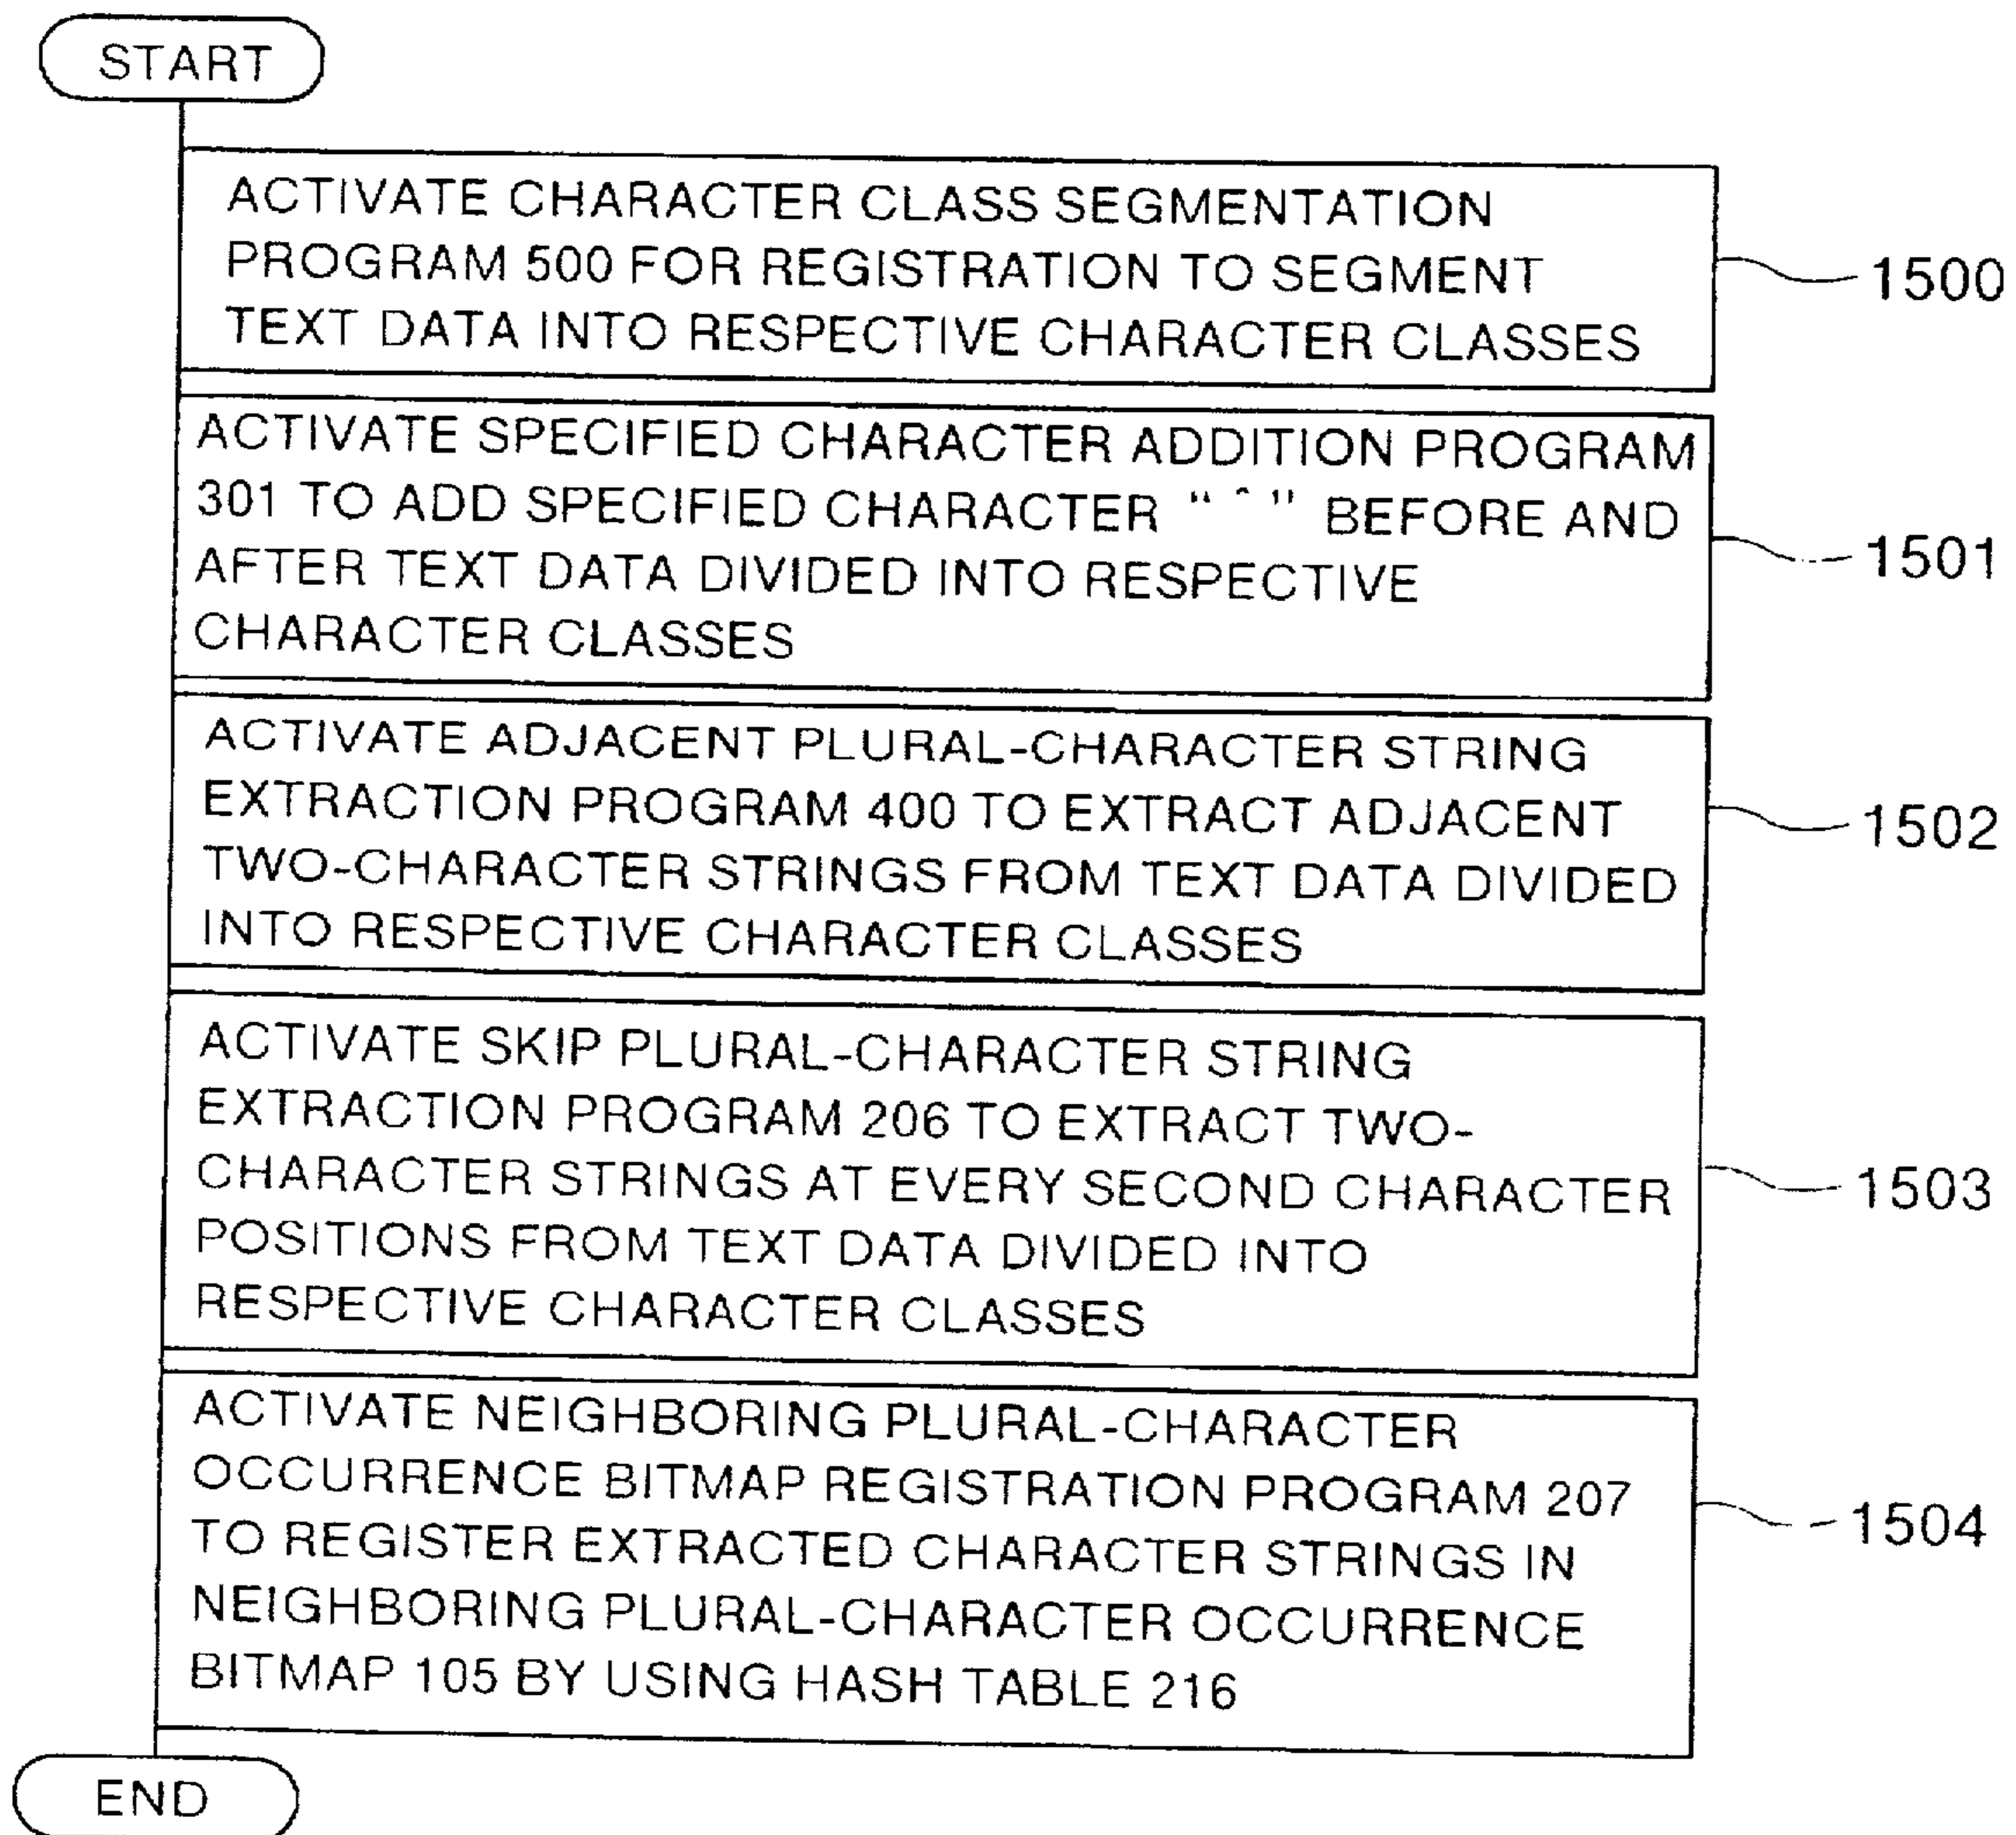 START
ACTIVATE CHARACTER CLASS SEGMENTATION
PROGRAM 500 FOR REGISTRATION TO SEGMENT
TEXT DATA INTO RESPECTIVE CHARACTER CLASSES
1500
ACTIVATE SPECIFIED CHARACTER ADDITION PROGRAM
301 TO ADD SPECIFIED CHARACTER “ ^ ” BEFORE AND
AFTER TEXT DATA DIVIDED INTO RESPECTIVE
CHARACTER CLASSES
1501
ACTIVATE ADJACENT PLURAL-CHARACTER STRING
EXTRACTION PROGRAM 400 TO EXTRACT ADJACENT
TWO-CHARACTER STRINGS FROM TEXT DATA DIVIDED
INTO RESPECTIVE CHARACTER CLASSES
1502
ACTIVATE SKIP PLURAL-CHARACTER STRING
EXTRACTION PROGRAM 206 TO EXTRACT TWO-
CHARACTER STRINGS AT EVERY SECOND CHARACTER
POSITIONS FROM TEXT DATA DIVIDED INTO
RESPECTIVE CHARACTER CLASSES
1503
ACTIVATE NEIGHBORING PLURAL-CHARACTER
OCCURRENCE BITMAP REGISTRATION PROGRAM 207
TO REGISTER EXTRACTED CHARACTER STRINGS IN
NEIGHBORING PLURAL-CHARACTER OCCURRENCE
BITMAP 105 BY USING HASH TABLE 216
1504
END